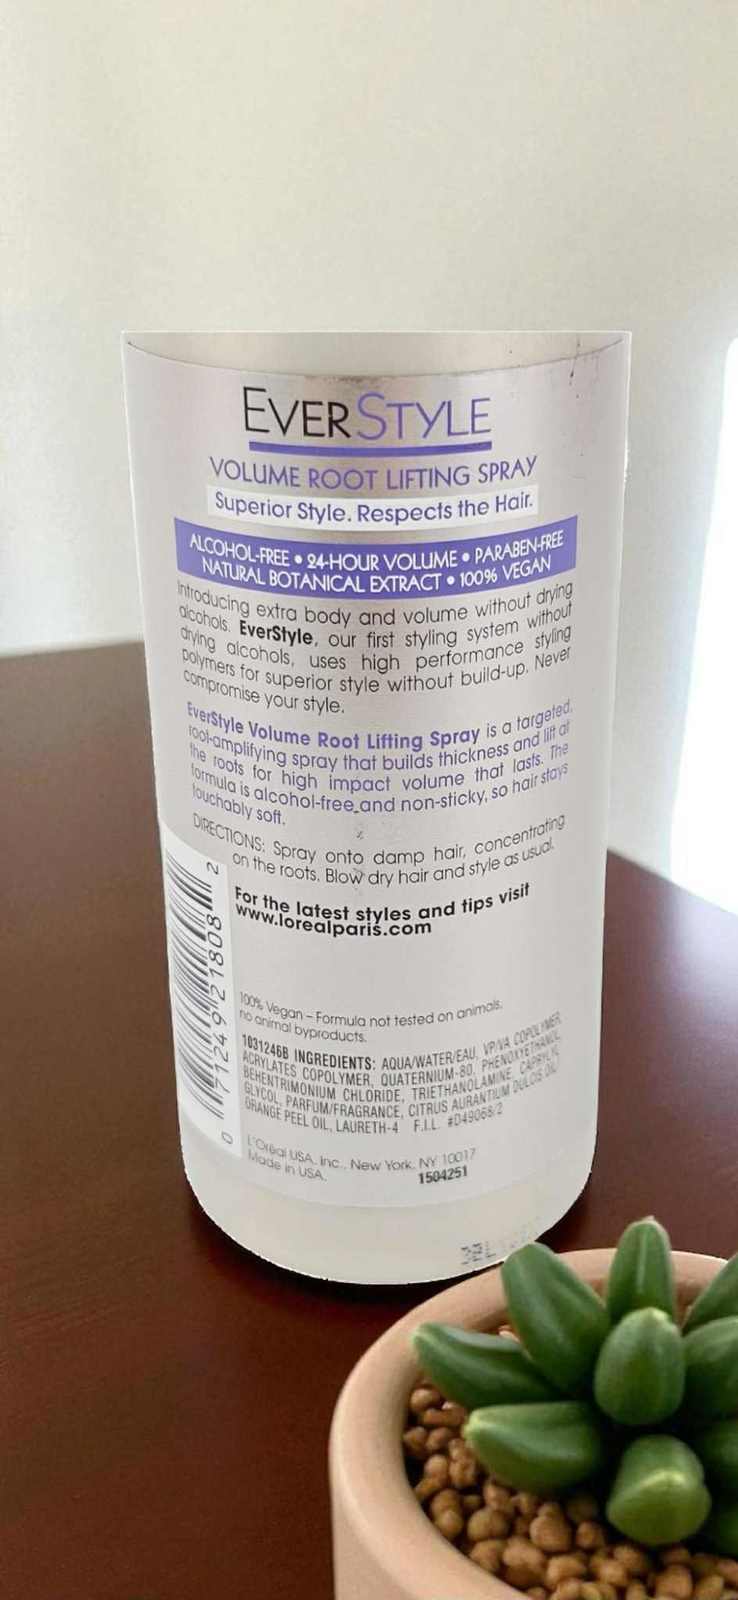 EVERSTYLE
VOLUME ROOT LIFTING SPRAY
Superior Style. Respects the Hair.
ALCOHOL-FREE • 24-HOUR VOLUME • PARABEN-FREE
NATURAL BOTANICAL EXTRACT • 100% VEGAN
Introducing extra body and volume without drying
alcohols. EverStyle, our first styling system without
drying alcohols, uses high performance styling
polymers for superior style without build-up. Never
compromise your style.
EverStyle Volume Root Lifting Spray is a targeted,
root-amplifying spray that builds thickness and lift at
the roots for high impact volume that lasts. The
formula is alcohol-free and non-sticky, so hair stays
touchably soft.
DIRECTIONS: Spray onto damp hair, concentrating
on the roots. Blow dry hair and style as usual.
For the latest styles and tips visit
www.lorealparis.com
100% Vegan – Formula not tested on animals,
no animal byproducts.
1031246B INGREDIENTS: AQUA/WATER/EAU, VP/VA COPOLYMER,
ACRYLATES COPOLYMER, QUATERNIUM-80, PHENOXYETHANOL,
BEHENTRIMONIUM CHLORIDE, TRIETHANOLAMINE, CAPRYLYL
GLYCOL, PARFUM/FRAGRANCE, CITRUS AURANTIUM DULCIS OIL/
ORANGE PEEL OIL, LAURETH-4 F.I.L. #D49068/2
L'Oréal USA, Inc., New York, NY 10017
Made in USA.
1504251
0 71249 21808 2